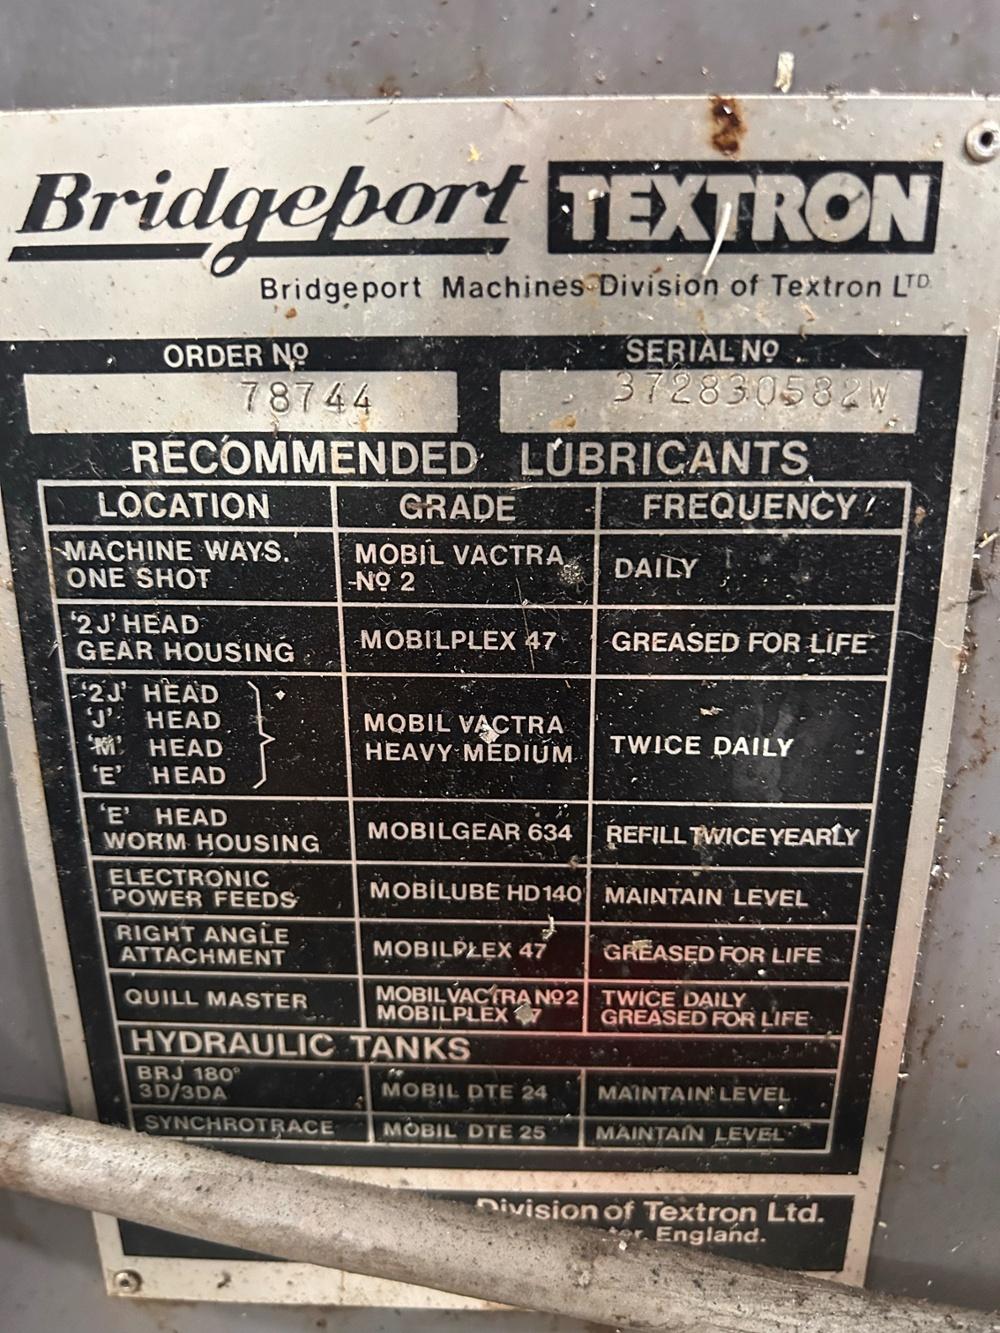 Bridgeport TEXTRON
Bridgeport Machines Division of Textron LTD.
ORDER Nº SERIAL Nº
78744 372830582W
RECOMMENDED LUBRICANTS
LOCATION GRADE FREQUENCY
MACHINE WAYS.
ONE SHOT
MOBIL VACTRA
Nº 2
DAILY
'2J' HEAD
GEAR HOUSING
MOBILPLEX 47
GREASED FOR LIFE
'2J' HEAD
'J' HEAD
'M' HEAD
'E' HEAD
MOBIL VACTRA
HEAVY MEDIUM
TWICE DAILY
'E' HEAD
WORM HOUSING
MOBILGEAR 634
REFILL TWICE YEARLY
ELECTRONIC
POWER FEEDS
MOBILUBE HD 140
MAINTAIN LEVEL
RIGHT ANGLE
ATTACHMENT
MOBILPLEX 47
GREASED FOR LIFE
QUILL MASTER
MOBIL VACTRA Nº2
MOBILPLEX 47
TWICE DAILY
GREASED FOR LIFE
HYDRAULIC TANKS
BRJ 180°
3D/3DA
MOBIL DTE 24
MAINTAIN LEVEL
SYNCHROTRACE
MOBIL DTE 25
MAINTAIN LEVEL
Division of Textron Ltd.
England.